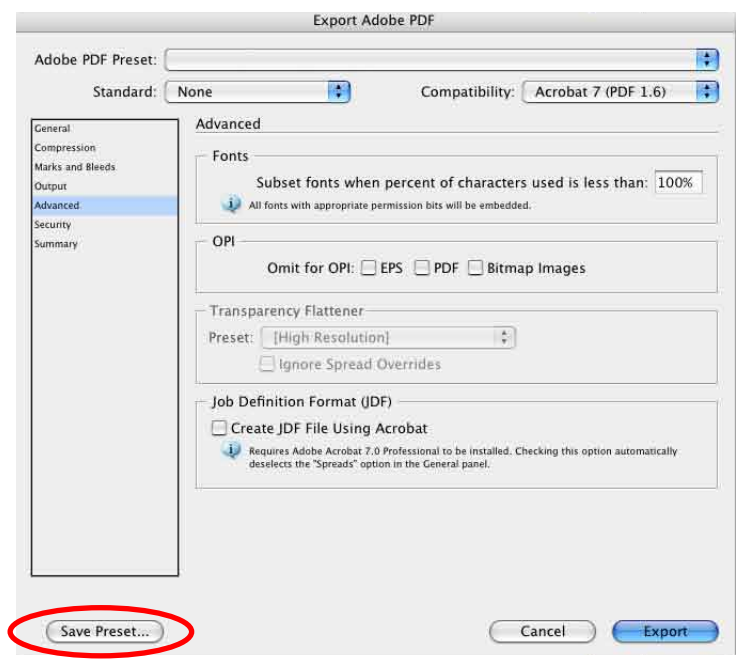 Export Adobe PDF
Adobe PDF Preset:
Standard: None Compatibility: Acrobat 7 (PDF 1.6)
General
Compression
Marks and Bleeds
Output
Advanced
Security
Summary
Advanced
Fonts
Subset fonts when percent of characters used is less than: 100%
All fonts with appropriate permission bits will be embedded.
OPI
Omit for OPI: EPS PDF Bitmap Images
Transparency Flattener
Preset: [High Resolution]
Ignore Spread Overrides
Job Definition Format (JDF)
Create JDF File Using Acrobat
Requires Adobe Acrobat 7.0 Professional to be installed. Checking this option automatically
deselects the "Spreads" option in the General panel.
Save Preset... Cancel Export